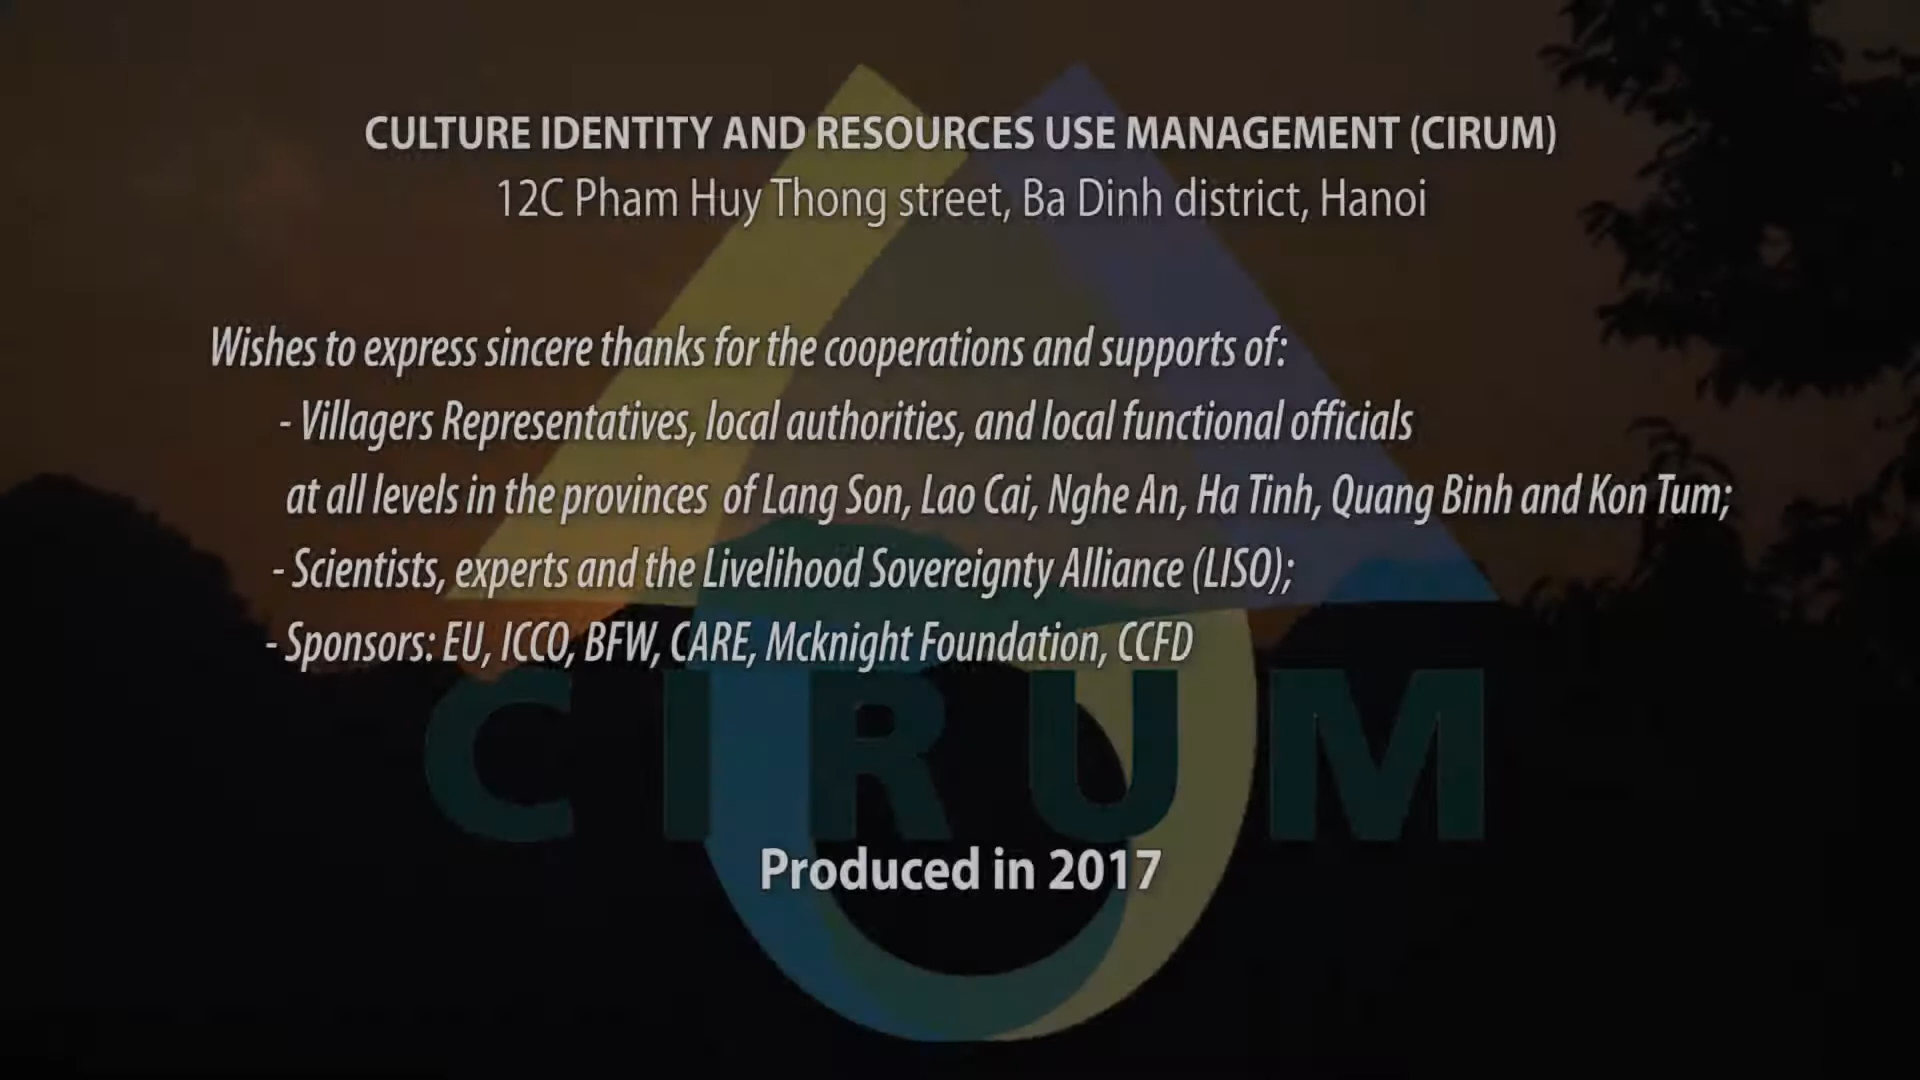 CULTURE IDENTITY AND RESOURCES USE MANAGEMENT (CIRUM)
12C Pham Huy Thong street, Ba Dinh district, Hanoi
Wishes to express sincere thanks for the cooperations and supports of:
- Villagers Representatives, local authorities, and local functional officials
at all levels in the provinces of Lang Son, Lao Cai, Nghe An, Ha Tinh, Quang Binh and Kon Tum;
- Scientists, experts and the Livelihood Sovereignty Alliance (LISO);
- Sponsors: EU, ICCO, BFW, CARE, Mcknight Foundation, CCFD
CIRUM
Produced in 2017